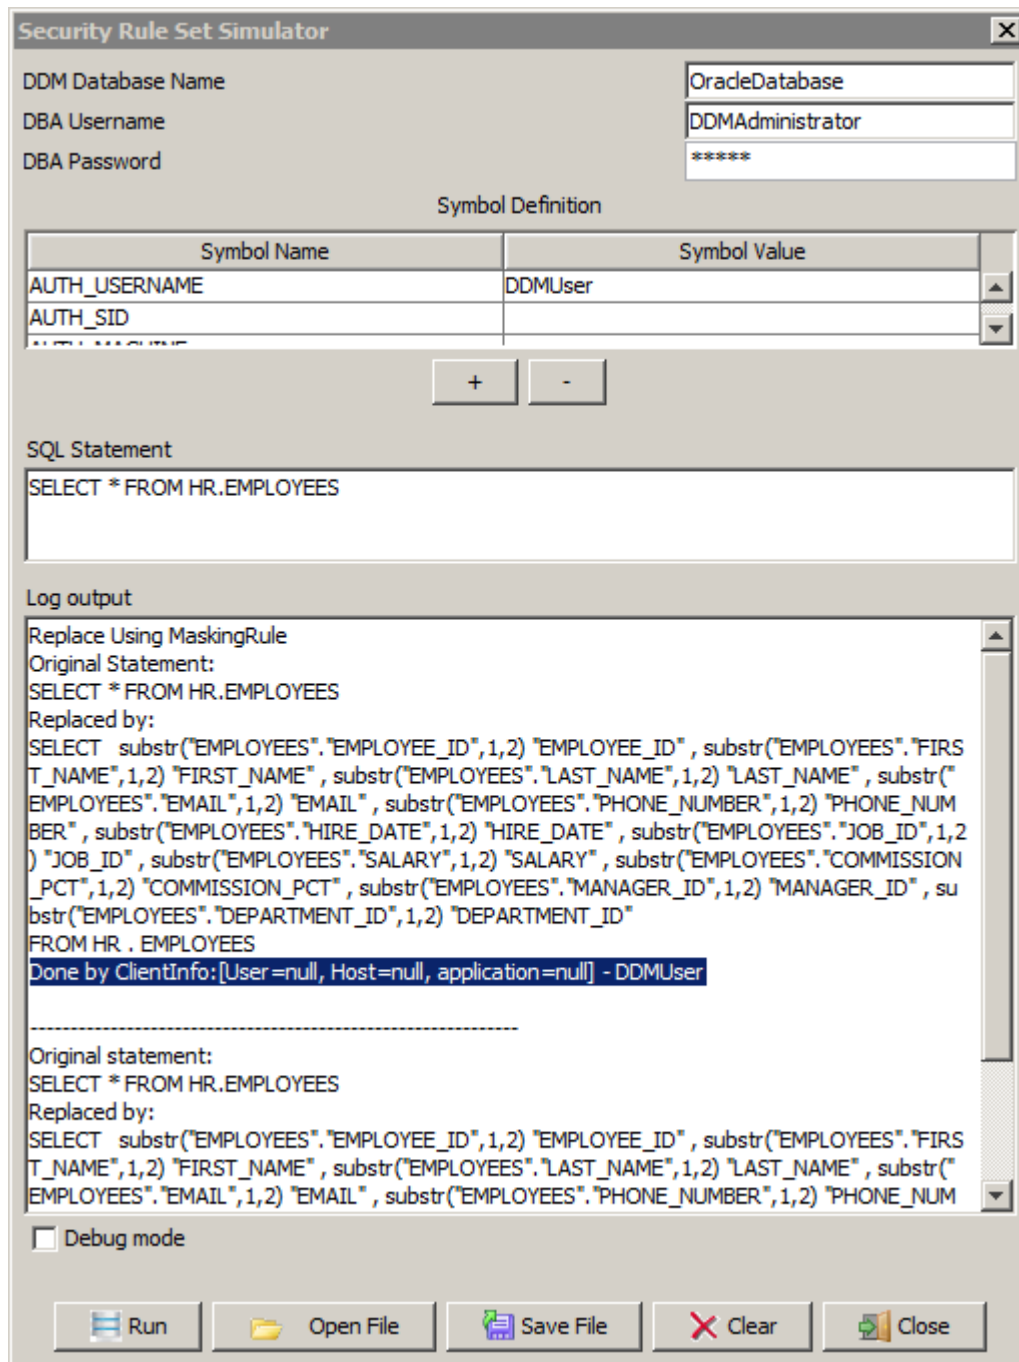 Security Rule Set Simulator
DDM Database Name OracleDatabase
DBA Username DDMAdministrator
DBA Password *****
Symbol Definition
Symbol Name Symbol Value
AUTH_USERNAME DDMUser
AUTH_SID
AUTH_MACHINE
+ -
SQL Statement
SELECT * FROM HR.EMPLOYEES
Log output
Replace Using MaskingRule
Original Statement:
SELECT * FROM HR.EMPLOYEES
Replaced by:
SELECT   substr("EMPLOYEES"."EMPLOYEE_ID",1,2) "EMPLOYEE_ID" , substr("EMPLOYEES"."FIRS
T_NAME",1,2) "FIRST_NAME" , substr("EMPLOYEES"."LAST_NAME",1,2) "LAST_NAME" , substr("
EMPLOYEES"."EMAIL",1,2) "EMAIL" , substr("EMPLOYEES"."PHONE_NUMBER",1,2) "PHONE_NUM
BER" , substr("EMPLOYEES"."HIRE_DATE",1,2) "HIRE_DATE" , substr("EMPLOYEES"."JOB_ID",1,2
) "JOB_ID" , substr("EMPLOYEES"."SALARY",1,2) "SALARY" , substr("EMPLOYEES"."COMMISSION
_PCT",1,2) "COMMISSION_PCT" , substr("EMPLOYEES"."MANAGER_ID",1,2) "MANAGER_ID" , su
bstr("EMPLOYEES"."DEPARTMENT_ID",1,2) "DEPARTMENT_ID"
FROM HR . EMPLOYEES
Done by ClientInfo:[User=null, Host=null, application=null] - DDMUser
-------------------------------------------------------------
Original statement:
SELECT * FROM HR.EMPLOYEES
Replaced by:
SELECT   substr("EMPLOYEES"."EMPLOYEE_ID",1,2) "EMPLOYEE_ID" , substr("EMPLOYEES"."FIRS
T_NAME",1,2) "FIRST_NAME" , substr("EMPLOYEES"."LAST_NAME",1,2) "LAST_NAME" , substr("
EMPLOYEES"."EMAIL",1,2) "EMAIL" , substr("EMPLOYEES"."PHONE_NUMBER",1,2) "PHONE_NUM
Debug mode
Run Open File Save File Clear Close